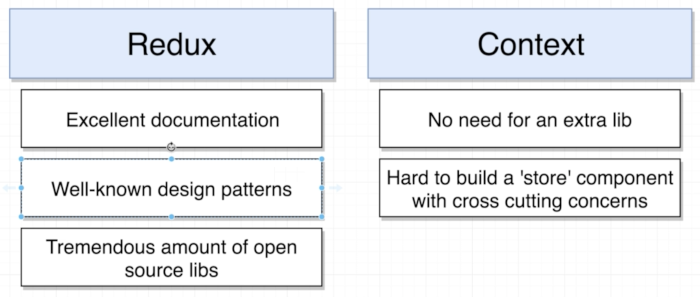 Redux
Excellent documentation
Well-known design patterns
Tremendous amount of open
source libs
Context
No need for an extra lib
Hard to build a 'store' component
with cross cutting concerns